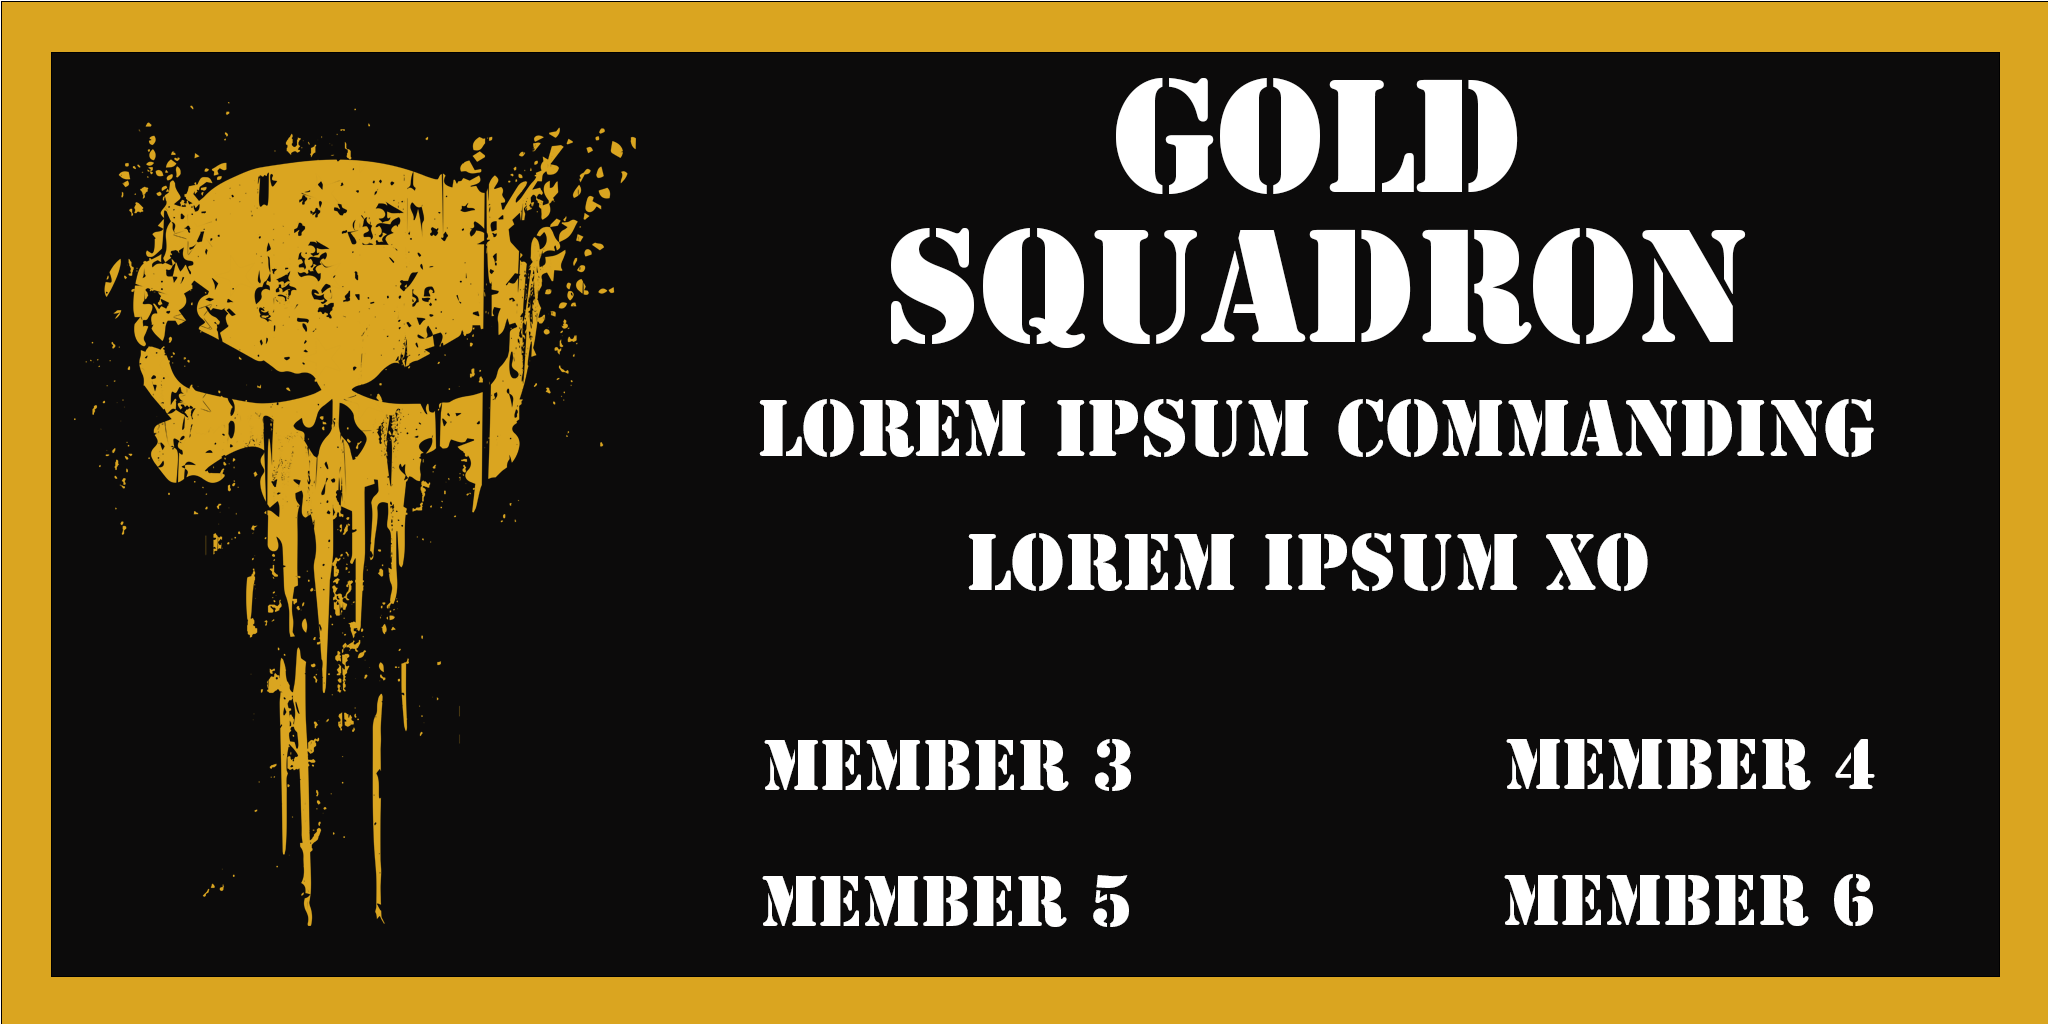 GOLD
SQUADRON
LOREM IPSUM COMMANDING
LOREM IPSUM XO
MEMBER 3 MEMBER 4
MEMBER 5 MEMBER 6